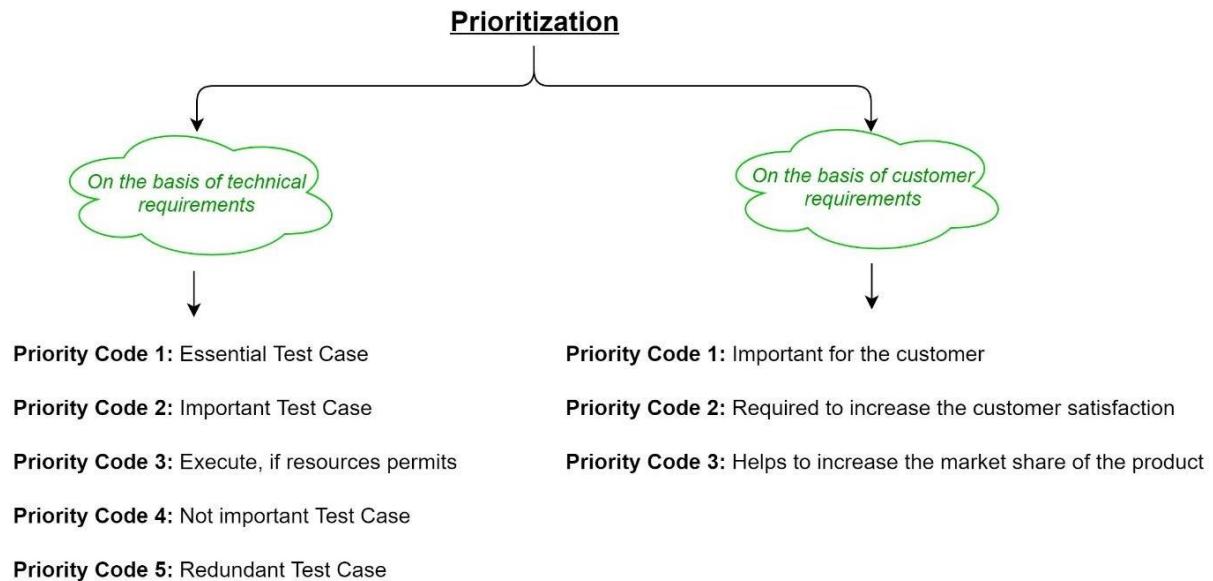 Prioritization
On the basis of technical
requirements
On the basis of customer
requirements
Priority Code 1: Essential Test Case
Priority Code 2: Important Test Case
Priority Code 3: Execute, if resources permits
Priority Code 4: Not important Test Case
Priority Code 5: Redundant Test Case
Priority Code 1: Important for the customer
Priority Code 2: Required to increase the customer satisfaction
Priority Code 3: Helps to increase the market share of the product